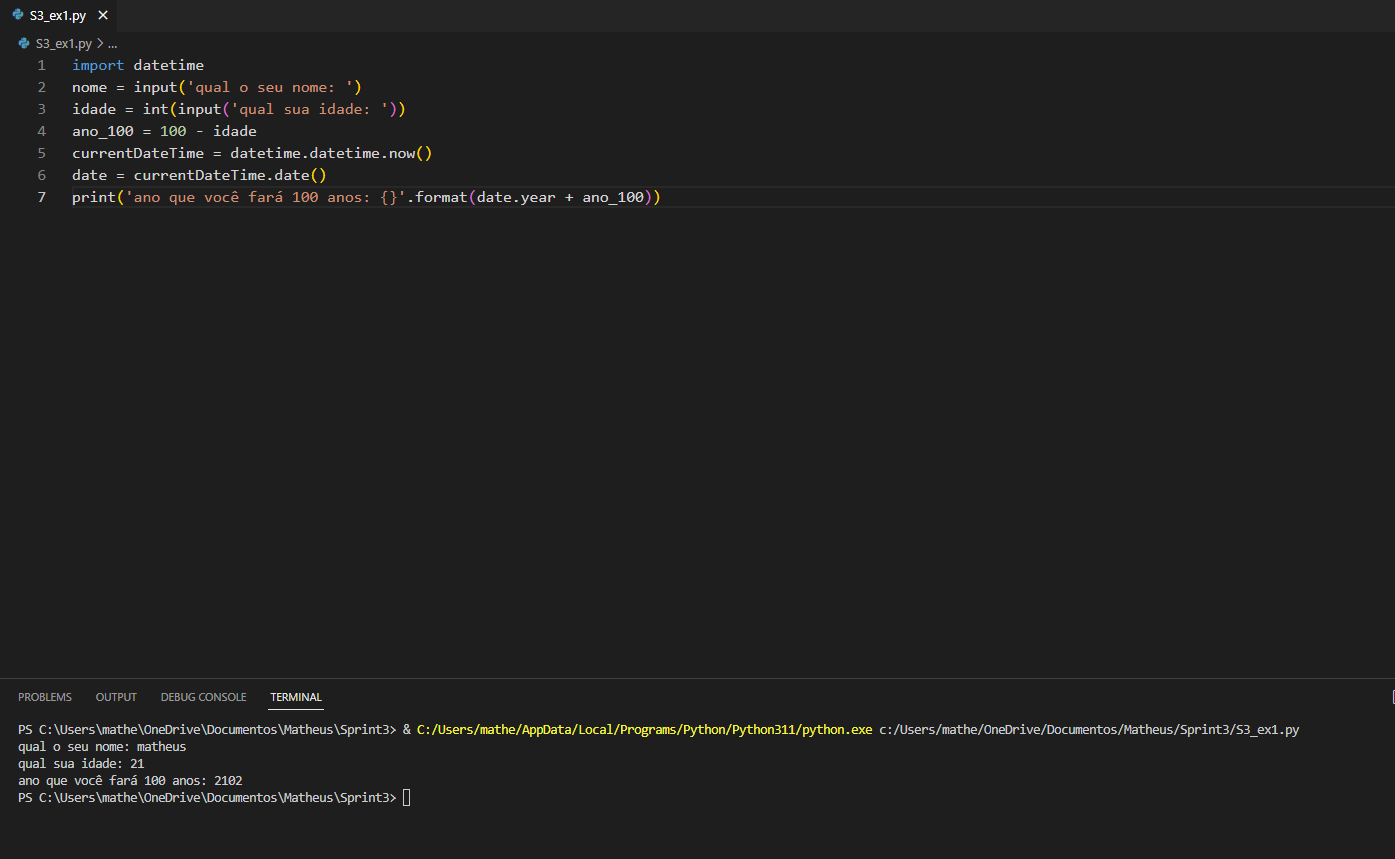 S3_ex1.py
S3_ex1.py > ...
1 import datetime
2 nome = input('qual o seu nome: ')
3 idade = int(input('qual sua idade: '))
4 ano_100 = 100 - idade
5 currentDateTime = datetime.datetime.now()
6 date = currentDateTime.date()
7 print('ano que você fará 100 anos: {}'.format(date.year + ano_100))
PROBLEMS OUTPUT DEBUG CONSOLE TERMINAL
PS C:\Users\mathe\OneDrive\Documentos\Matheus\Sprint3> & C:/Users/mathe/AppData/Local/Programs/Python/Python311/python.exe c:/Users/mathe/OneDrive/Documentos/Matheus/Sprint3/S3_ex1.py
qual o seu nome: matheus
qual sua idade: 21
ano que você fará 100 anos: 2102
PS C:\Users\mathe\OneDrive\Documentos\Matheus\Sprint3>